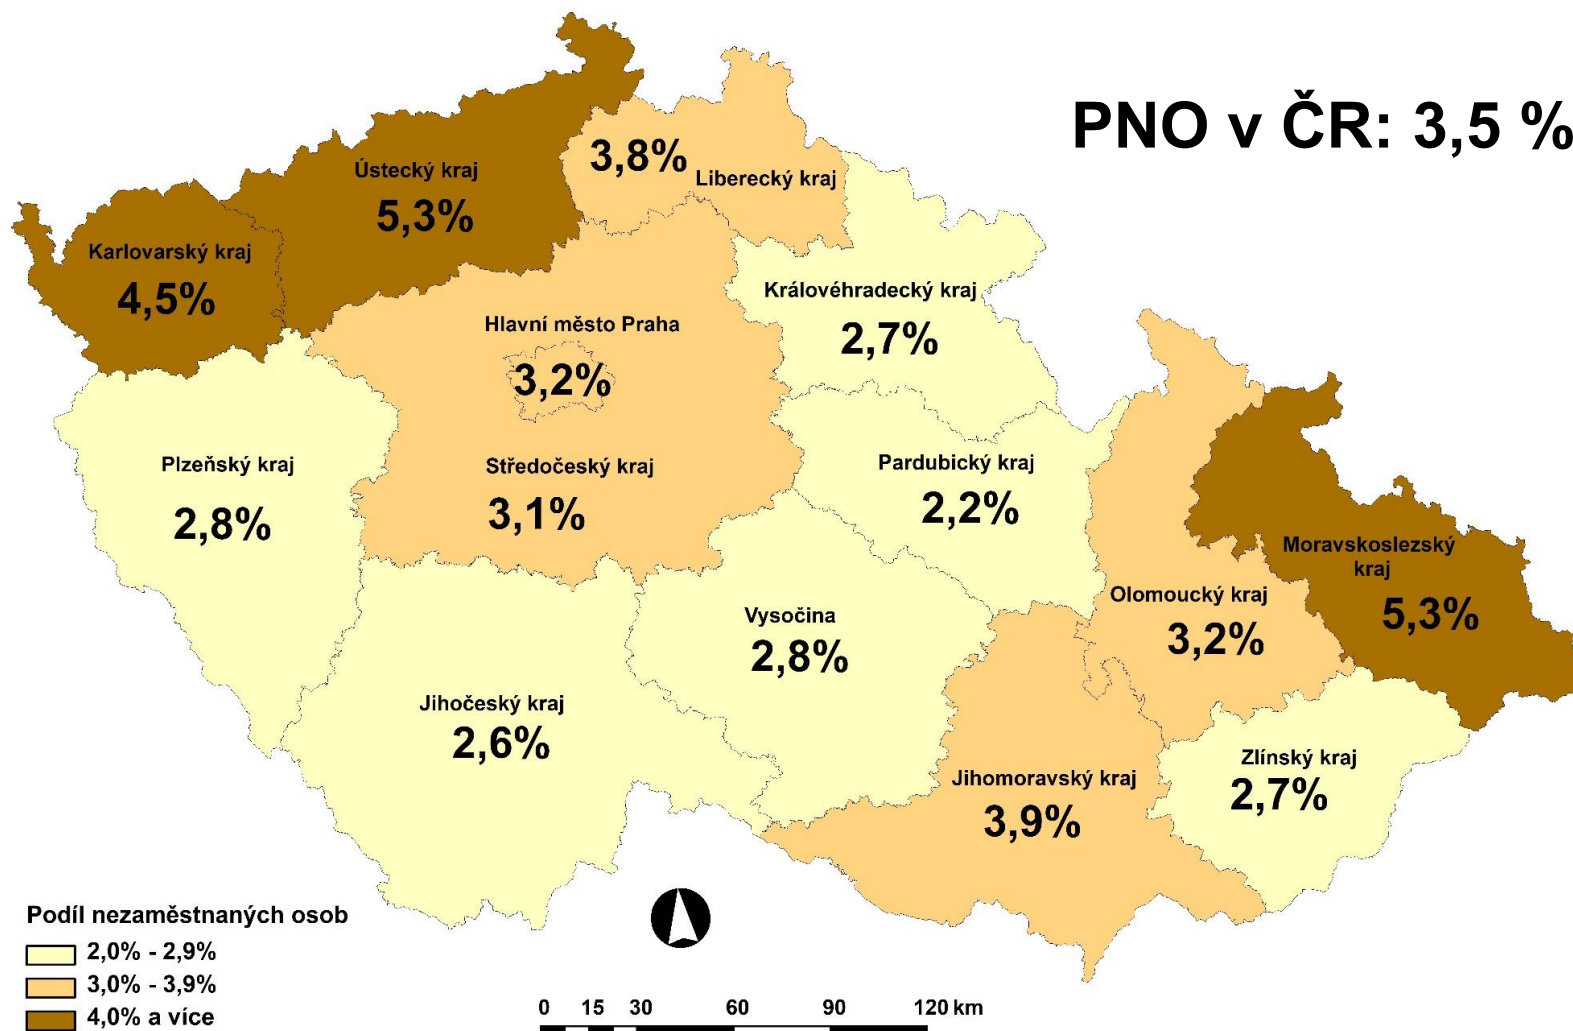 PNO v ČR: 3,5 %
Ústecký kraj
5,3%
3,8%
Liberecký kraj
Karlovarský kraj
4,5%
Královéhradecký kraj
2,7%
Hlavní město Praha
3,2%
Plzeňský kraj
2,8%
Středočeský kraj
3,1%
Pardubický kraj
2,2%
Moravskoslezský
kraj
5,3%
Olomoucký kraj
3,2%
Vysočina
2,8%
Jihočeský kraj
2,6%
Jihomoravský kraj
3,9%
Zlínský kraj
2,7%
Podíl nezaměstnaných osob
2,0% - 2,9%
3,0% - 3,9%
4,0% a více
0 15 30 60 90 120 km